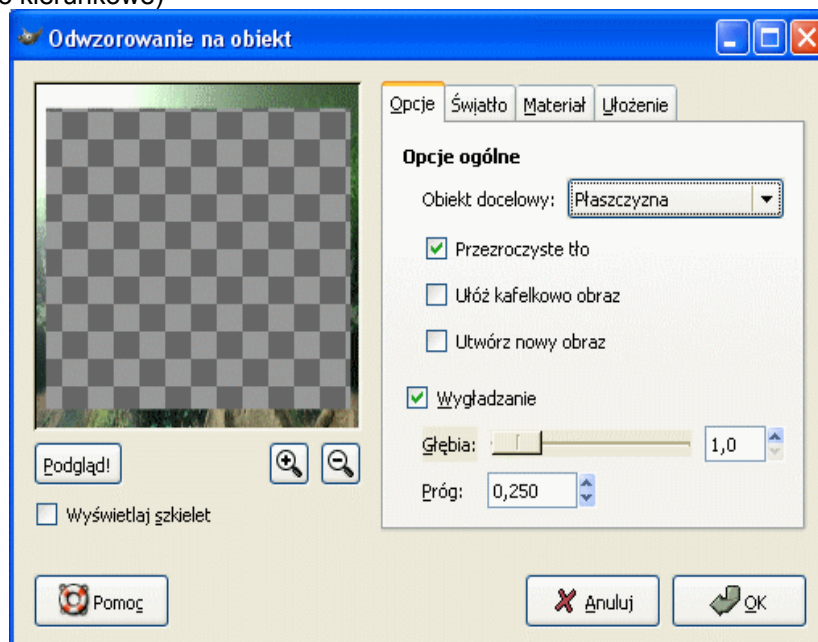 kierunkowe)
Odwzorowanie na obiekt
Opcje Światło Materiał Ułożenie
Opcje ogólne
Obiekt docelowy: Płaszczyzna
Przezroczyste tło
Ułóż kafelkowo obraz
Utwórz nowy obraz
Wygładzanie
Głębia: 1,0
Próg: 0,250
Podgląd!
Wyświetlaj szkielet
Pomoc Anuluj OK